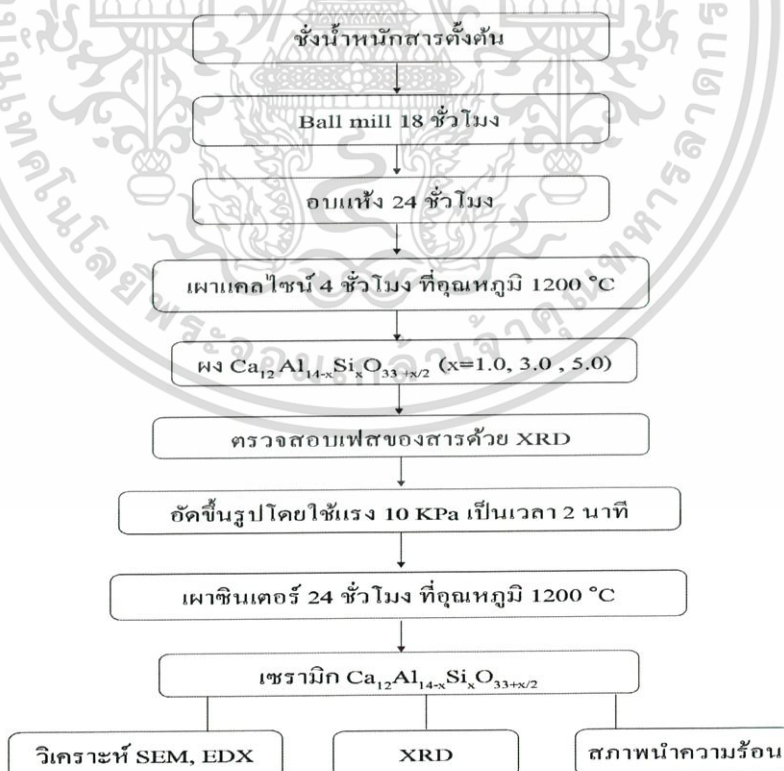 ชั่งน้ำหนักสารตั้งต้น
Ball mill 18 ชั่วโมง
อบแห้ง 24 ชั่วโมง
เผาแคลไซน์ 4 ชั่วโมง ที่อุณหภูมิ 1200 °C
ผง Ca₁₂Al₁₄₋ₓSiₓO₃₃₊ₓ/₂ (x=1.0, 3.0 , 5.0)
ตรวจสอบเฟสของสารด้วย XRD
อัดขึ้นรูปโดยใช้แรง 10 KPa เป็นเวลา 2 นาที
เผาซินเตอร์ 24 ชั่วโมง ที่อุณหภูมิ 1200 °C
เซรามิก Ca₁₂Al₁₄₋ₓSiₓO₃₃₊ₓ/₂
วิเคราะห์ SEM, EDX
XRD
สภาพนำความร้อน